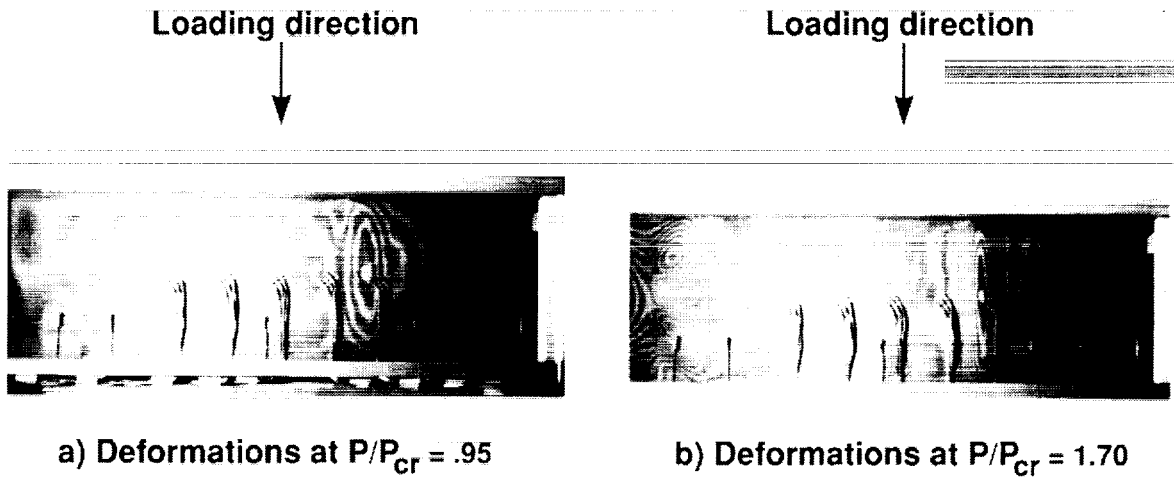 Loading direction
Loading direction
a) Deformations at P/Pcr = .95
b) Deformations at P/Pcr = 1.70